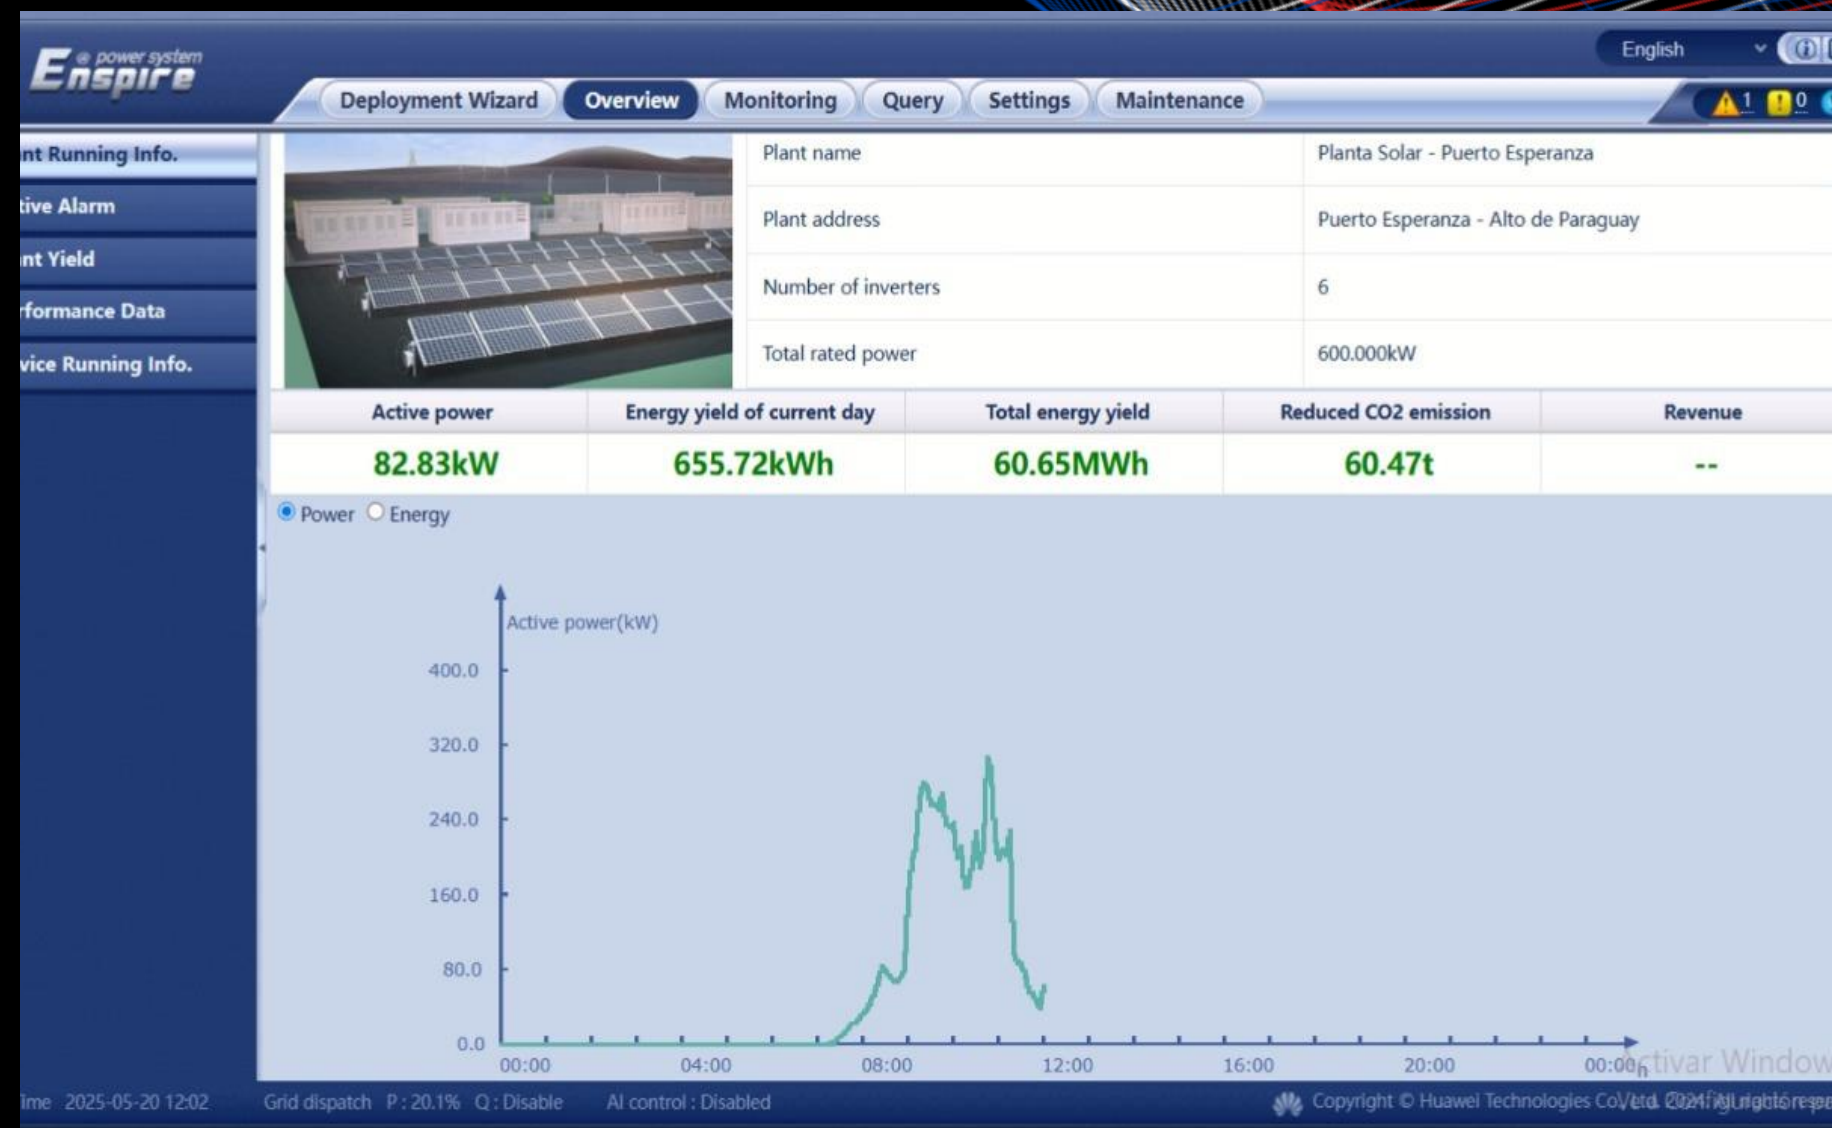 English
@ power system
Enspire
Deployment Wizard
Overview
Monitoring
Query
Settings
Maintenance
1
0
nt Running Info.
tive Alarm
nt Yield
rformance Data
vice Running Info.
Plant name
Planta Solar - Puerto Esperanza
Plant address
Puerto Esperanza - Alto de Paraguay
Number of inverters
6
Total rated power
600.000kW
Active power
Energy yield of current day
Total energy yield
Reduced CO2 emission
Revenue
82.83kW
655.72kWh
60.65MWh
60.47t
--
Power
Energy
Active power(kW)
400.0
320.0
240.0
160.0
80.0
0.0
00:00
04:00
08:00
12:00
16:00
20:00
00:00
h
ctivar Window
ime 2025-05-20 12:02
Grid dispatch P : 20.1% Q : Disable
AI control : Disabled
Copyright © Huawei Technologies Co., Ltd. 2024.